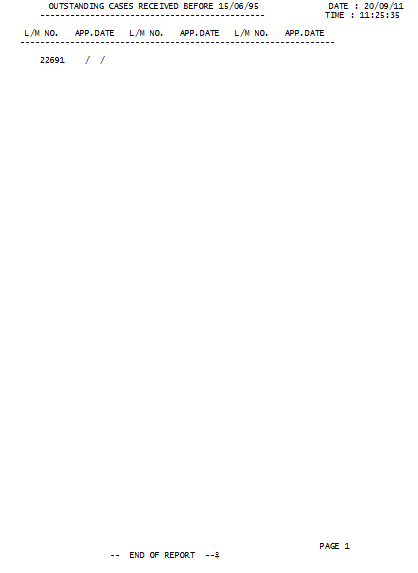 OUTSTANDING CASES RECEIVED BEFORE 15/06/95 DATE : 20/09/11
--------------------------------------------- TIME : 11:25:35
L/M NO. APP.DATE L/M NO. APP.DATE L/M NO. APP.DATE
---------------------------------------------------------------
22691 / /
PAGE 1
-- END OF REPORT --